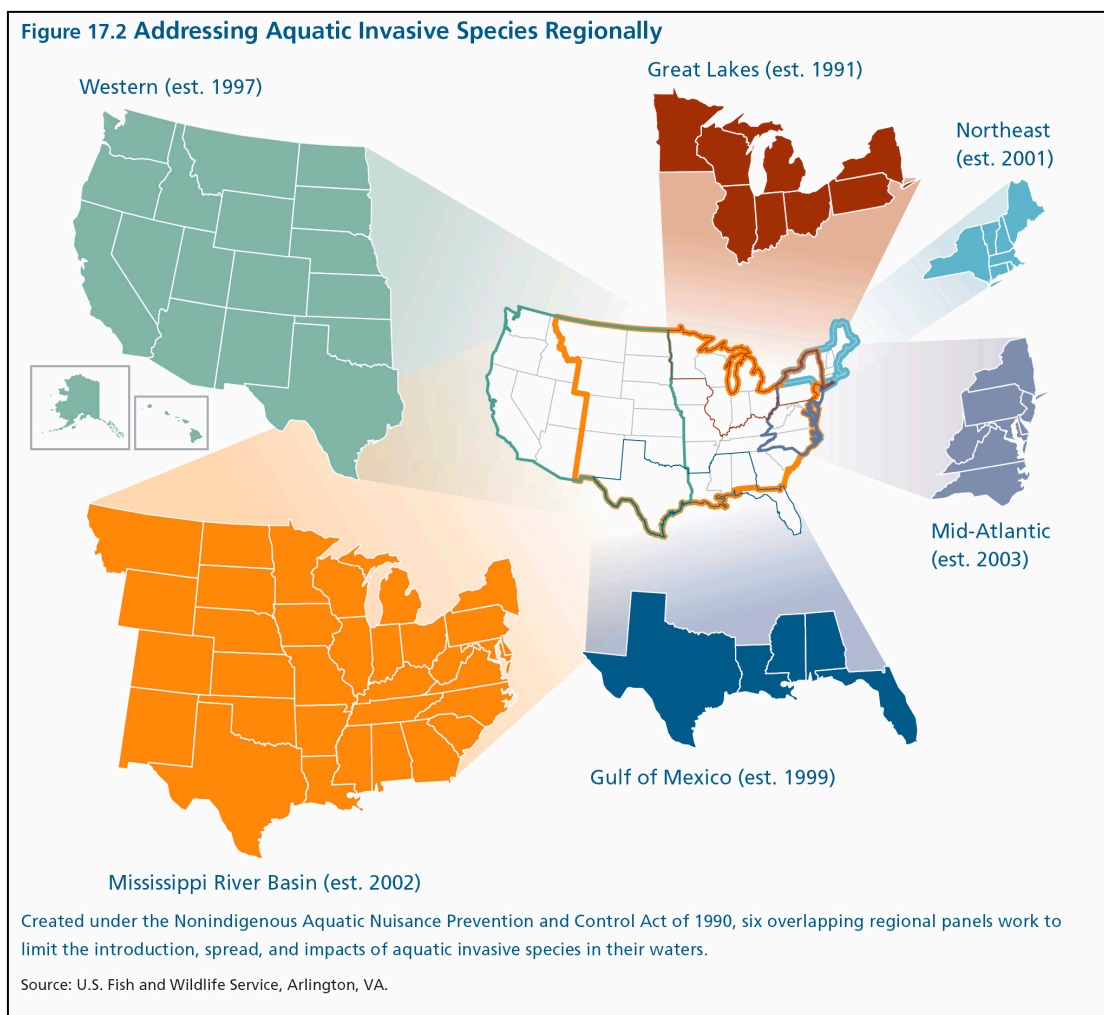 Figure 17.2 Addressing Aquatic Invasive Species Regionally
Western (est. 1997)
Great Lakes (est. 1991)
Northeast
(est. 2001)
Mid-Atlantic
(est. 2003)
Gulf of Mexico (est. 1999)
Mississippi River Basin (est. 2002)
Created under the Nonindigenous Aquatic Nuisance Prevention and Control Act of 1990, six overlapping regional panels work to
limit the introduction, spread, and impacts of aquatic invasive species in their waters.
Source: U.S. Fish and Wildlife Service, Arlington, VA.